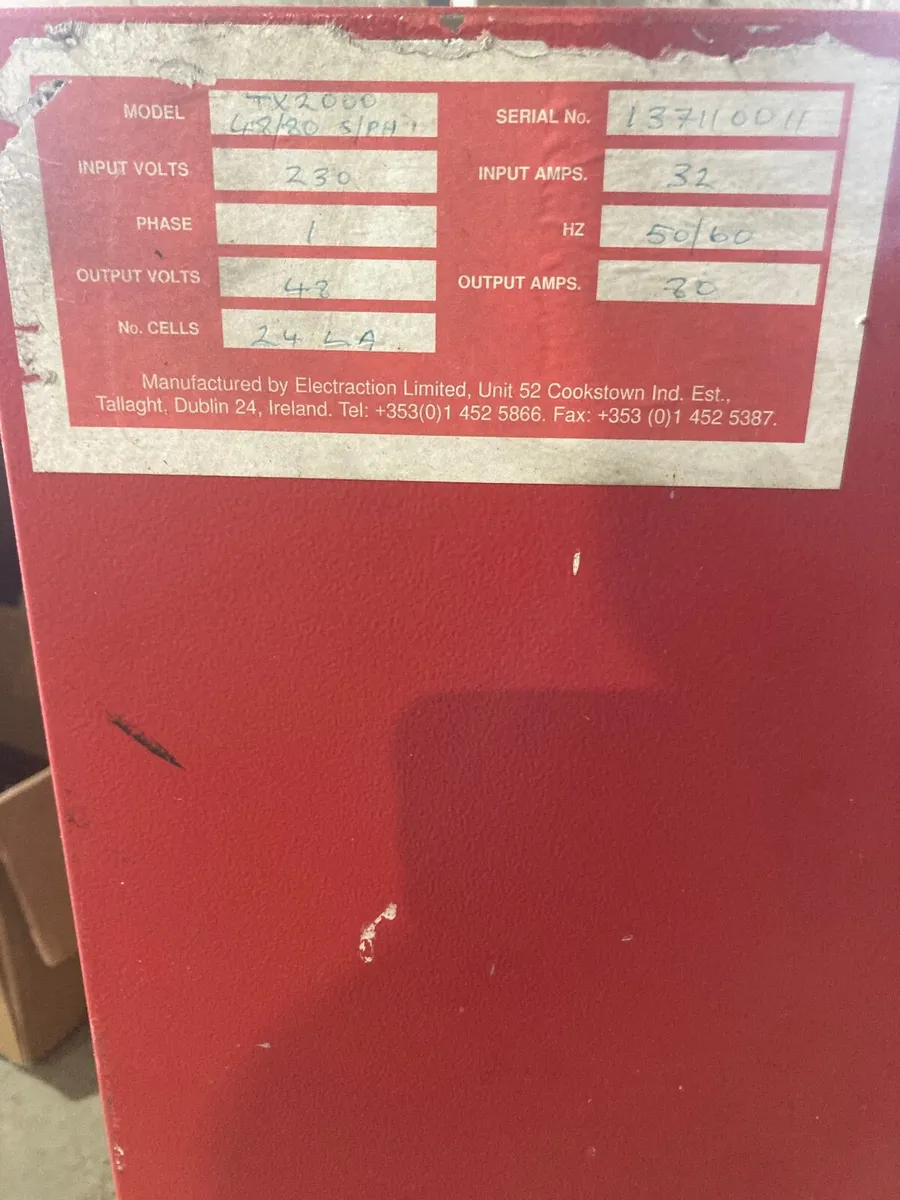 MODEL TX2000
48/80 S/PH
SERIAL No. 13711 0011
INPUT VOLTS 230
INPUT AMPS. 32
PHASE 1
HZ 50/60
OUTPUT VOLTS 48
OUTPUT AMPS. 80
No. CELLS 24 LA
Manufactured by Electraction Limited, Unit 52 Cookstown Ind. Est.,
Tallaght, Dublin 24, Ireland. Tel: +353(0)1 452 5866. Fax: +353 (0)1 452 5387.